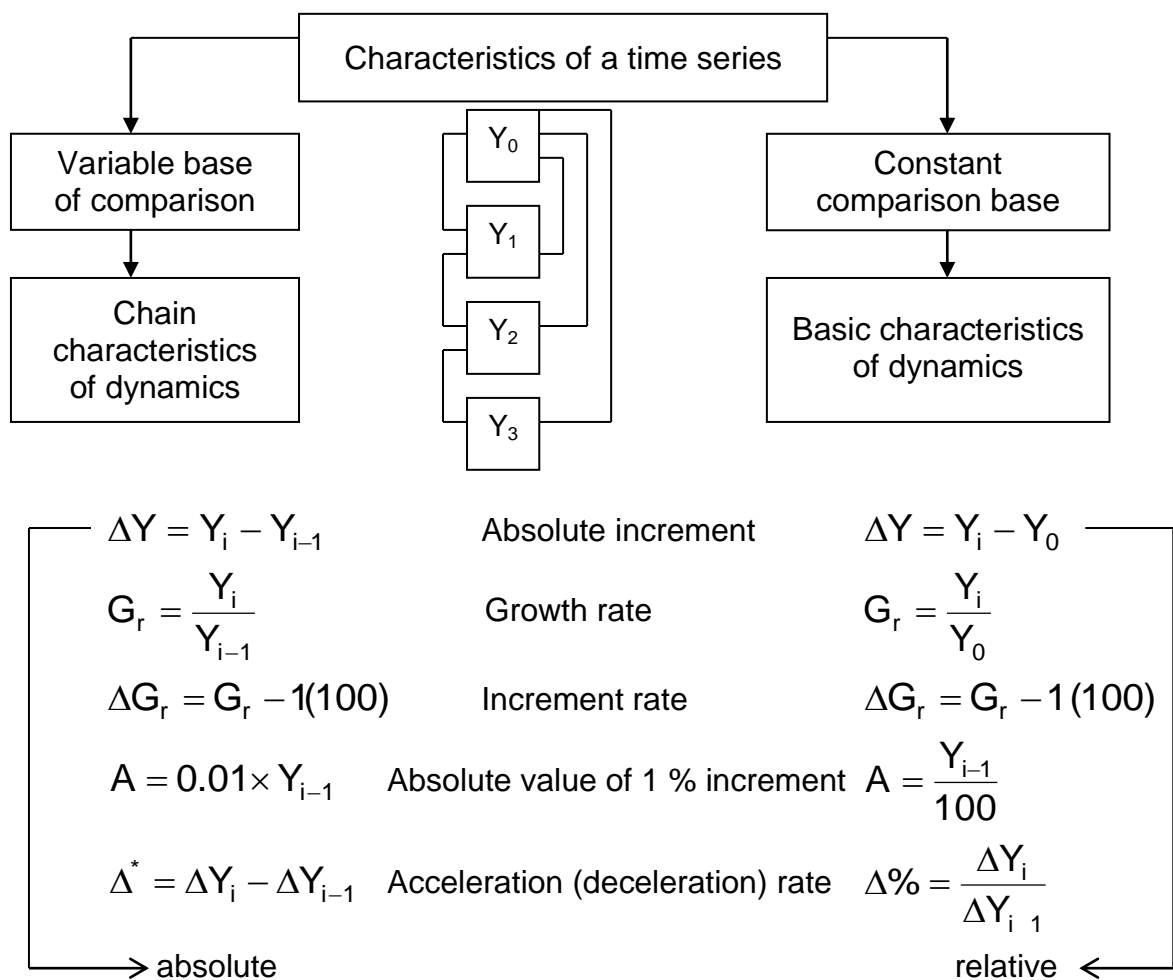 Characteristics of a time series
Variable base
of comparison
Y₀
Constant
comparison base
Y₁
Chain
characteristics
of dynamics
Y₂
Basic characteristics
of dynamics
Y₃
ΔY = Yᵢ − Yᵢ₋₁ Absolute increment ΔY = Yᵢ − Y₀
Gᵣ = Yᵢ / Yᵢ₋₁ Growth rate Gᵣ = Yᵢ / Y₀
ΔGᵣ = Gᵣ − 1(100) Increment rate ΔGᵣ = Gᵣ − 1 (100)
A = 0.01 × Yᵢ₋₁ Absolute value of 1 % increment A = Yᵢ₋₁ / 100
Δ* = ΔYᵢ − ΔYᵢ₋₁ Acceleration (deceleration) rate Δ% = ΔYᵢ / ΔYᵢ ₁
absolute relative